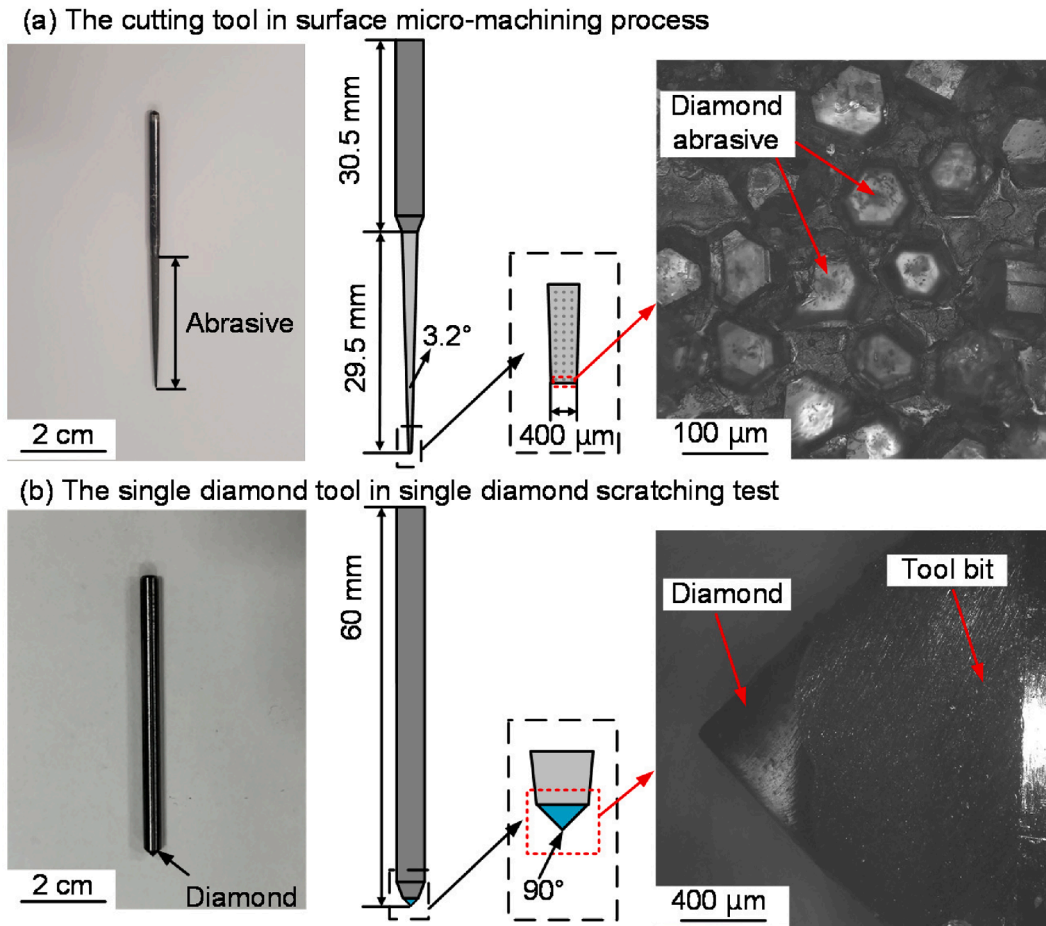 (a) The cutting tool in surface micro-machining process
Abrasive
2 cm
30.5 mm
29.5 mm
3.2°
400 μm
Diamond
abrasive
100 μm
(b) The single diamond tool in single diamond scratching test
Diamond
2 cm
60 mm
90°
Diamond
Tool bit
400 μm